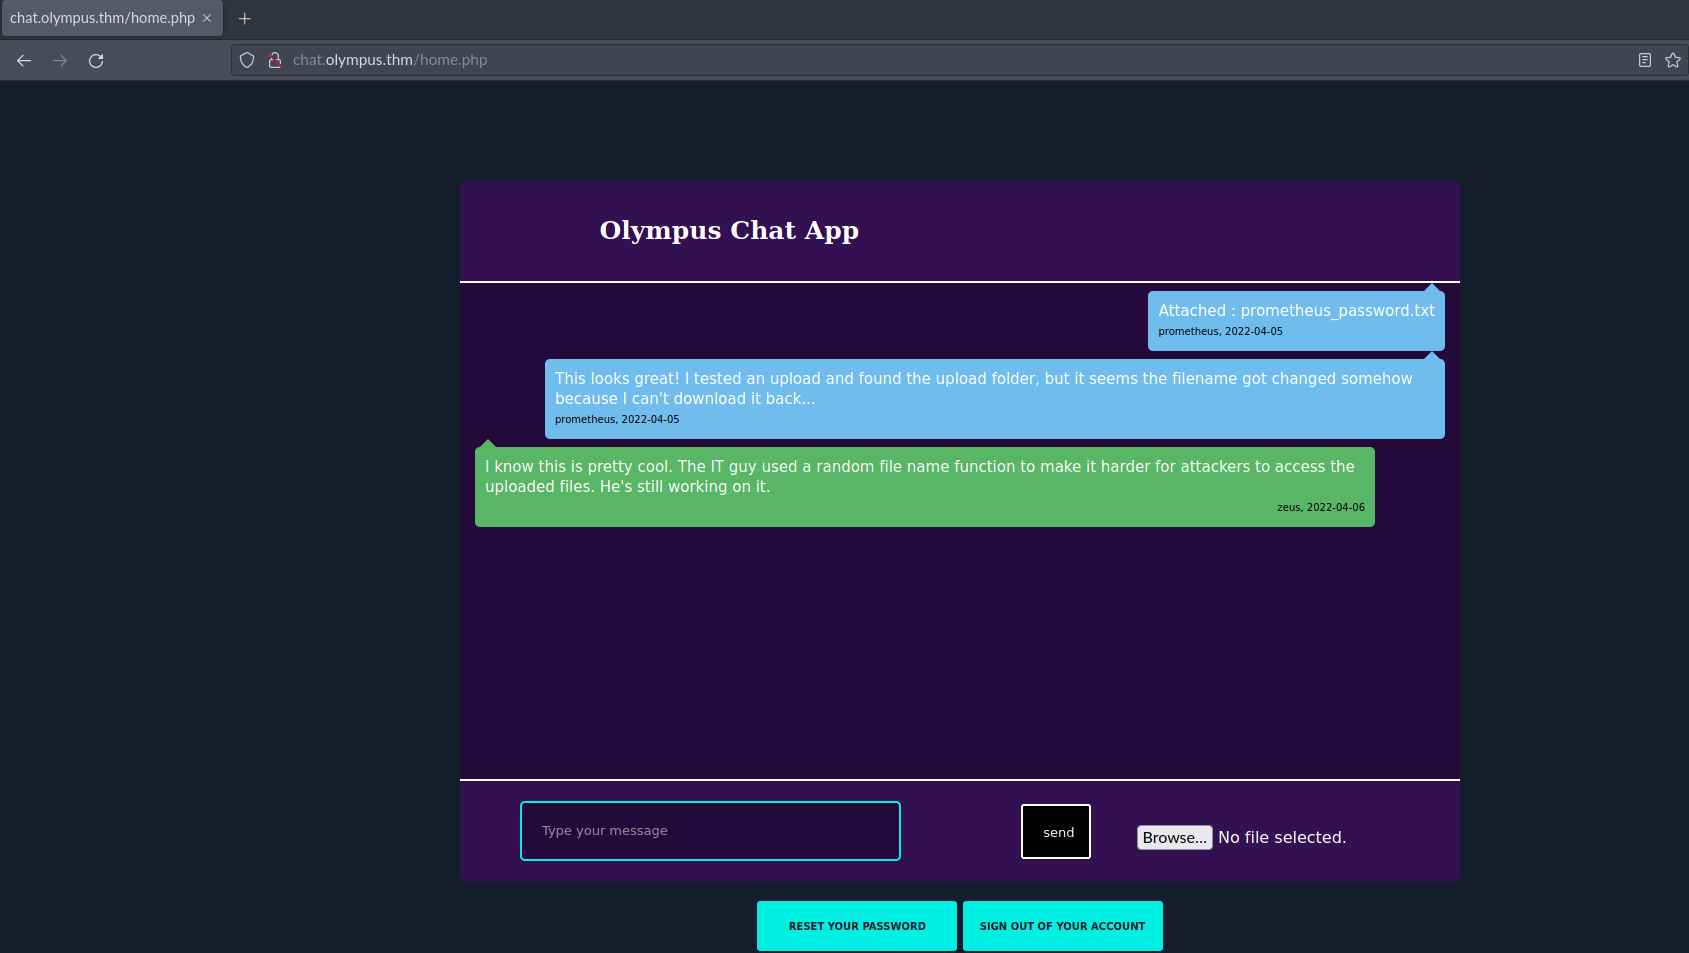 chat.olympus.thm/home.php
chat.olympus.thm/home.php
Olympus Chat App
Attached : prometheus_password.txt
prometheus, 2022-04-05
This looks great! I tested an upload and found the upload folder, but it seems the filename got changed somehow
because I can't download it back...
prometheus, 2022-04-05
I know this is pretty cool. The IT guy used a random file name function to make it harder for attackers to access the
uploaded files. He's still working on it.
zeus, 2022-04-06
Type your message
send
Browse... No file selected.
RESET YOUR PASSWORD
SIGN OUT OF YOUR ACCOUNT